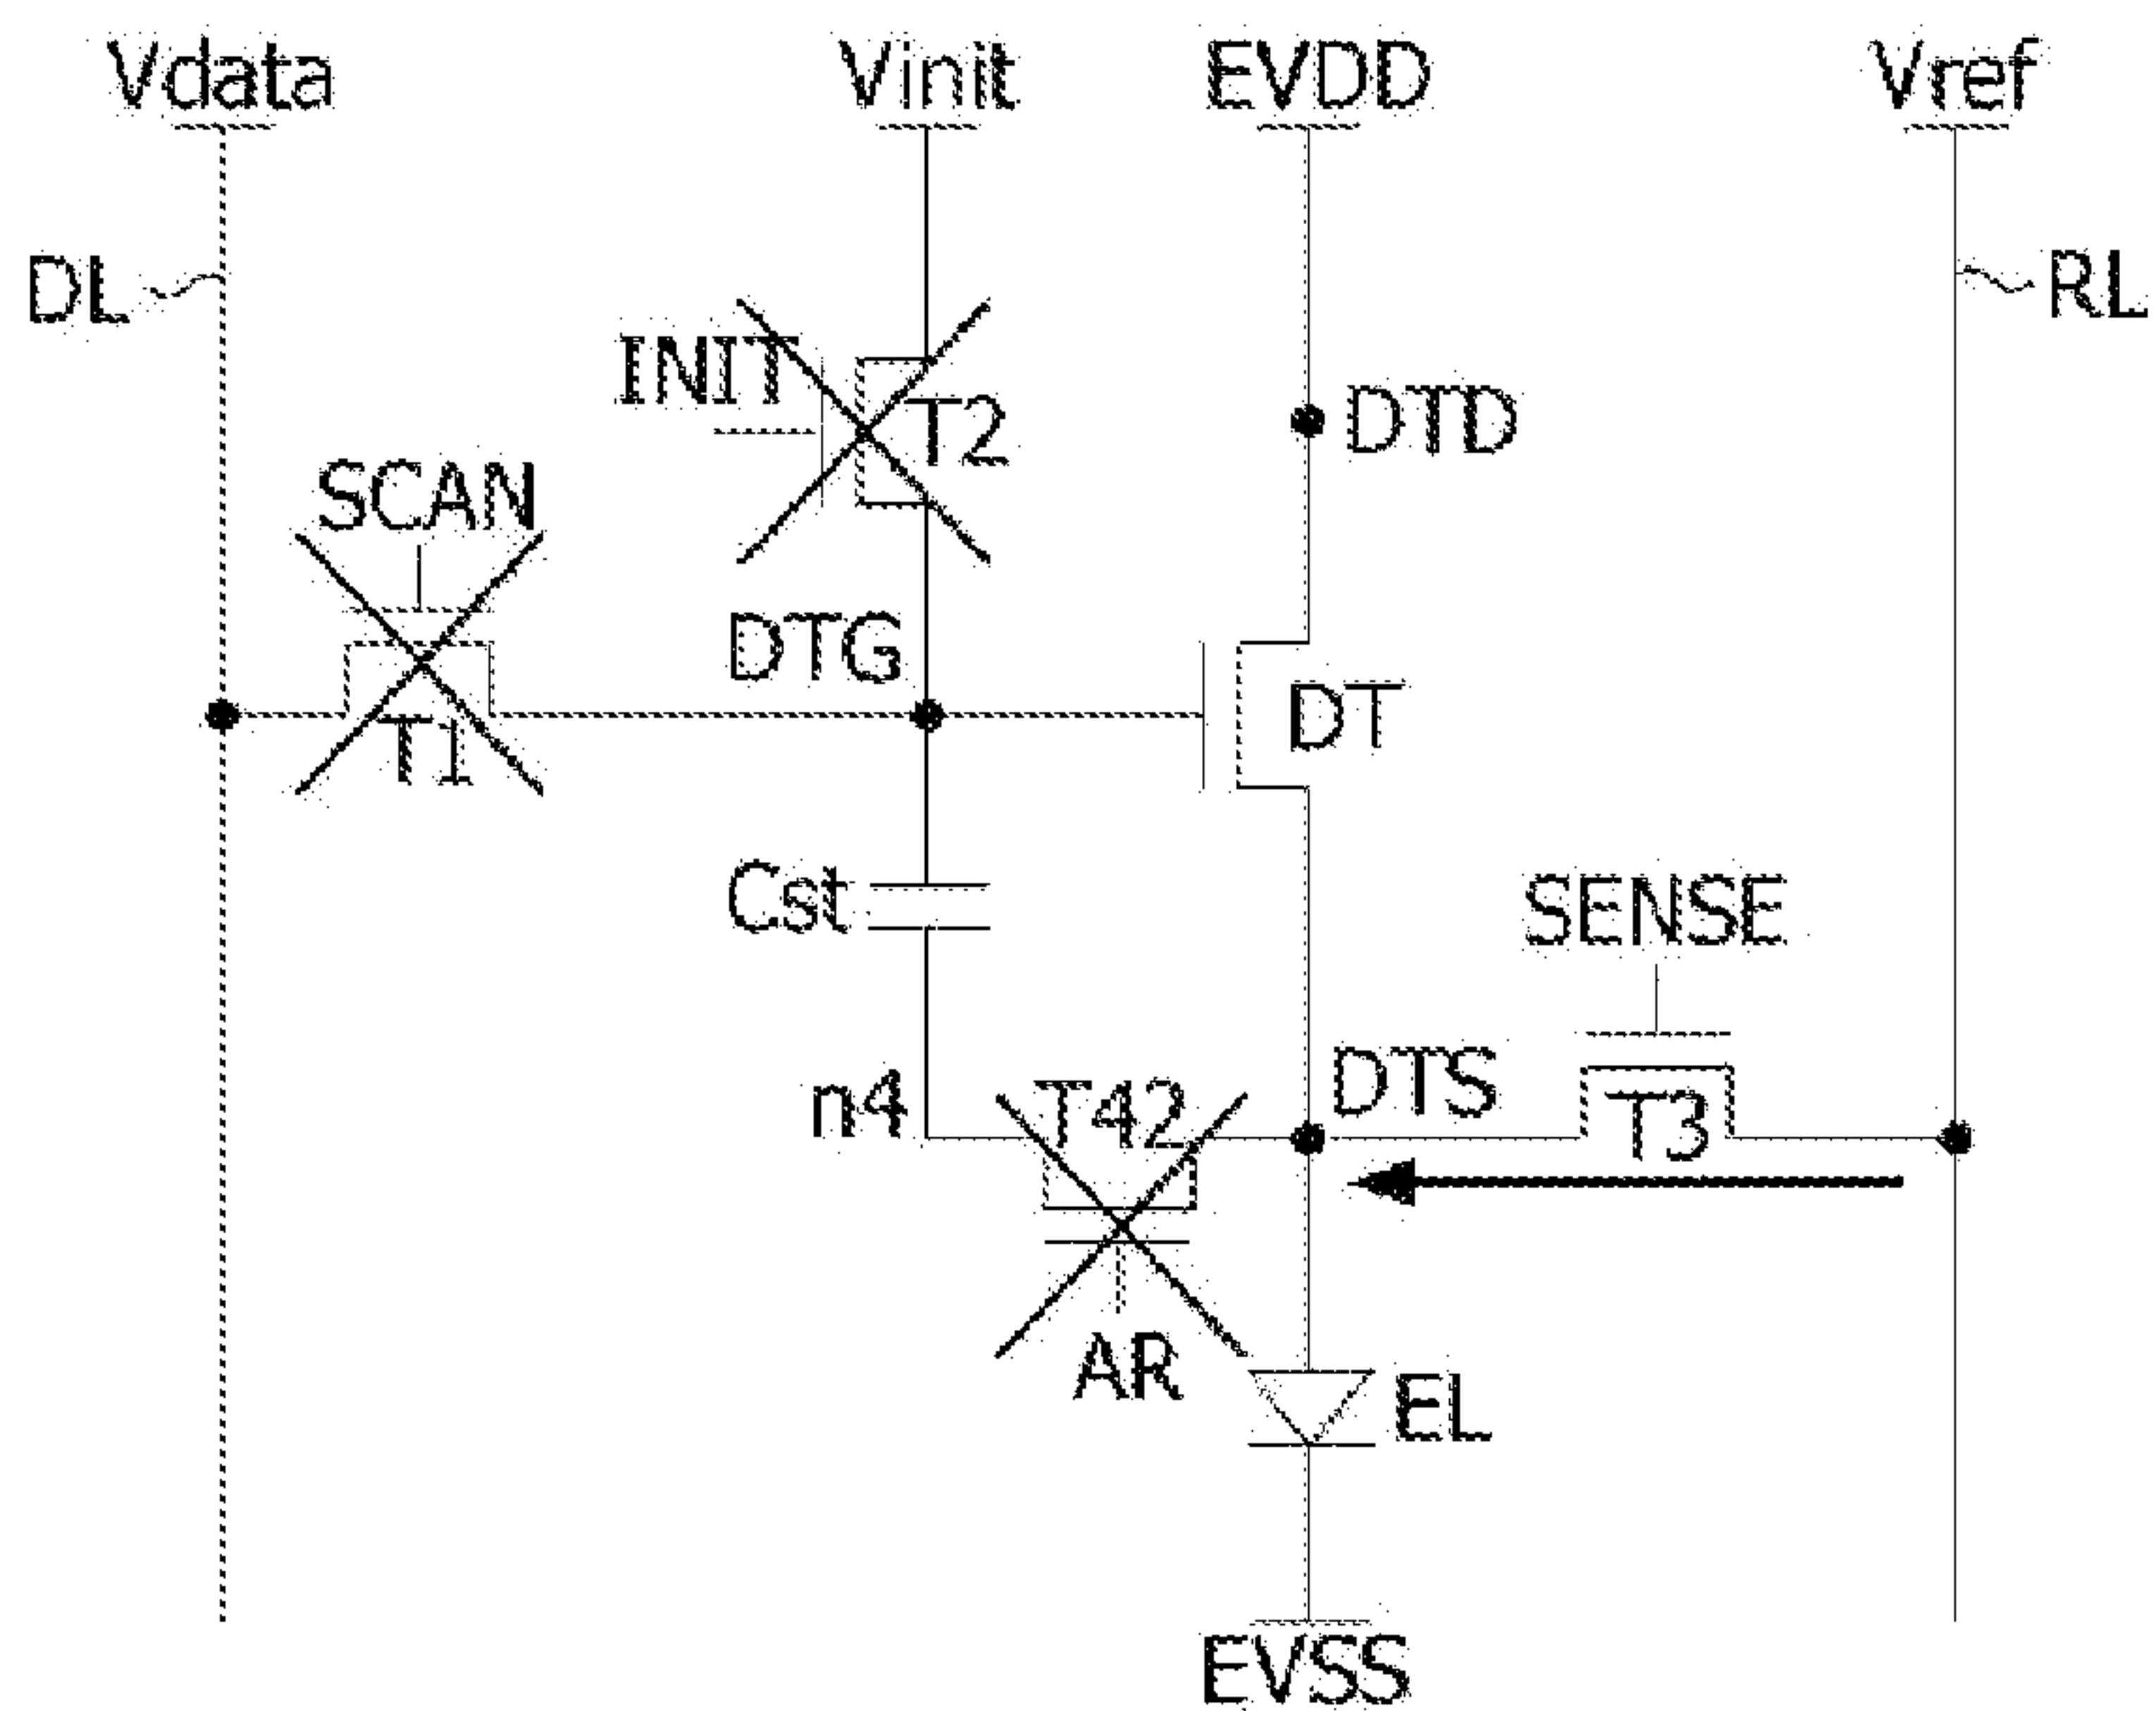 Vdata
Vinit
EVDD
Vref
DL
RL
INIT
T2
DTD
SCAN
DTG
DT
T1
Cst
SENSE
n4
T42
DTS
T3
AR
EL
EVSS